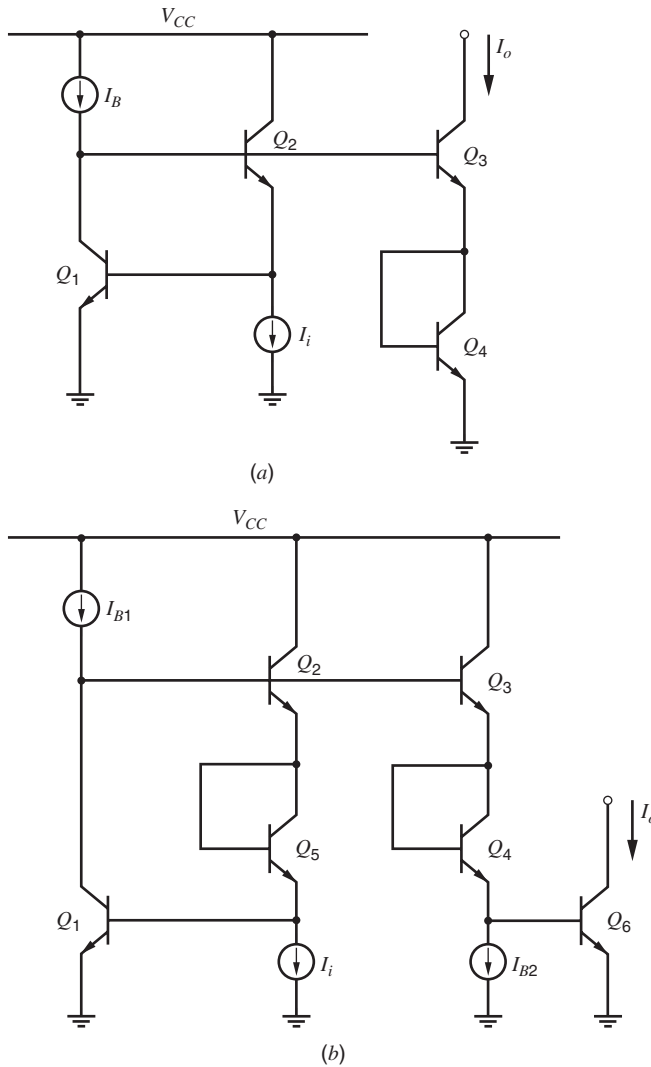 V_CC
I_o
I_B
Q_2
Q_3
Q_1
I_i
Q_4
(a)
V_CC
I_B1
Q_2
Q_3
Q_5
Q_4
I_o
Q_1
Q_6
I_i
I_B2
(b)